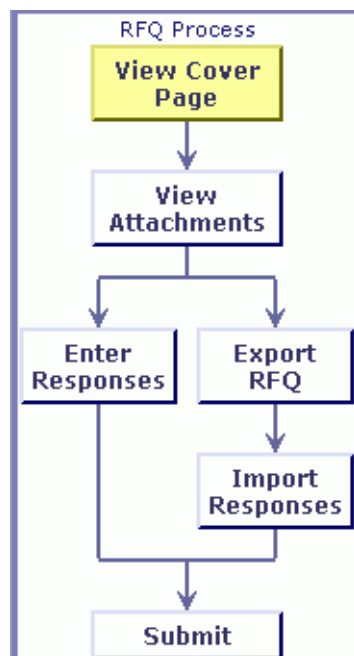 RFQ Process
View Cover
Page
View
Attachments
Enter
Responses
Export
RFQ
Import
Responses
Submit